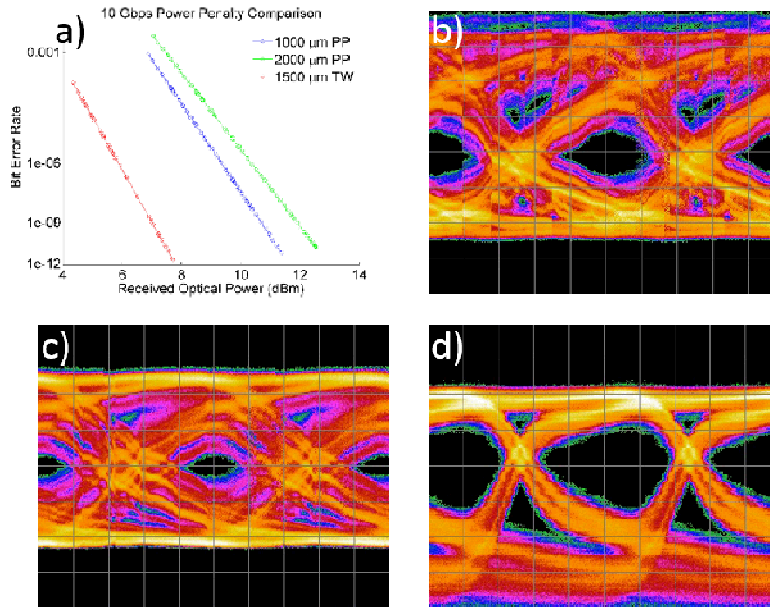 10 Gbps Power Penalty Comparison
a)
0.001
1000 µm PP
2000 µm PP
1500 µm TW
Bit Error Rate
1e-06
1e-09
1e-12
4
6
8
10
12
14
Received Optical Power (dBm)
b)
c)
d)